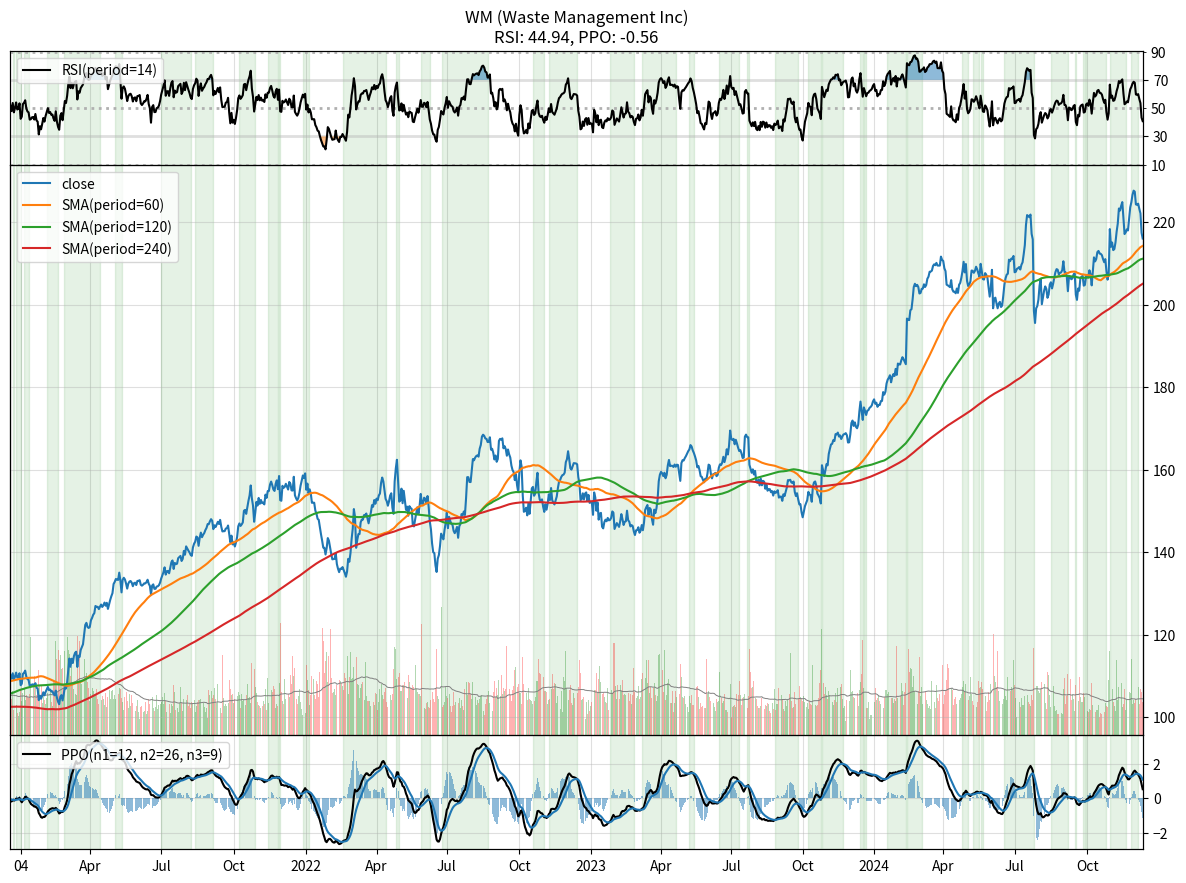 WM (Waste Management Inc)
RSI: 44.94, PPO: -0.56
RSI(period=14)
90
70
50
30
10
close
SMA(period=60)
SMA(period=120)
SMA(period=240)
220
200
180
160
140
120
100
PPO(n1=12, n2=26, n3=9)
2
0
−2
04 Apr Jul Oct 2022 Apr Jul Oct 2023 Apr Jul Oct 2024 Apr Jul Oct